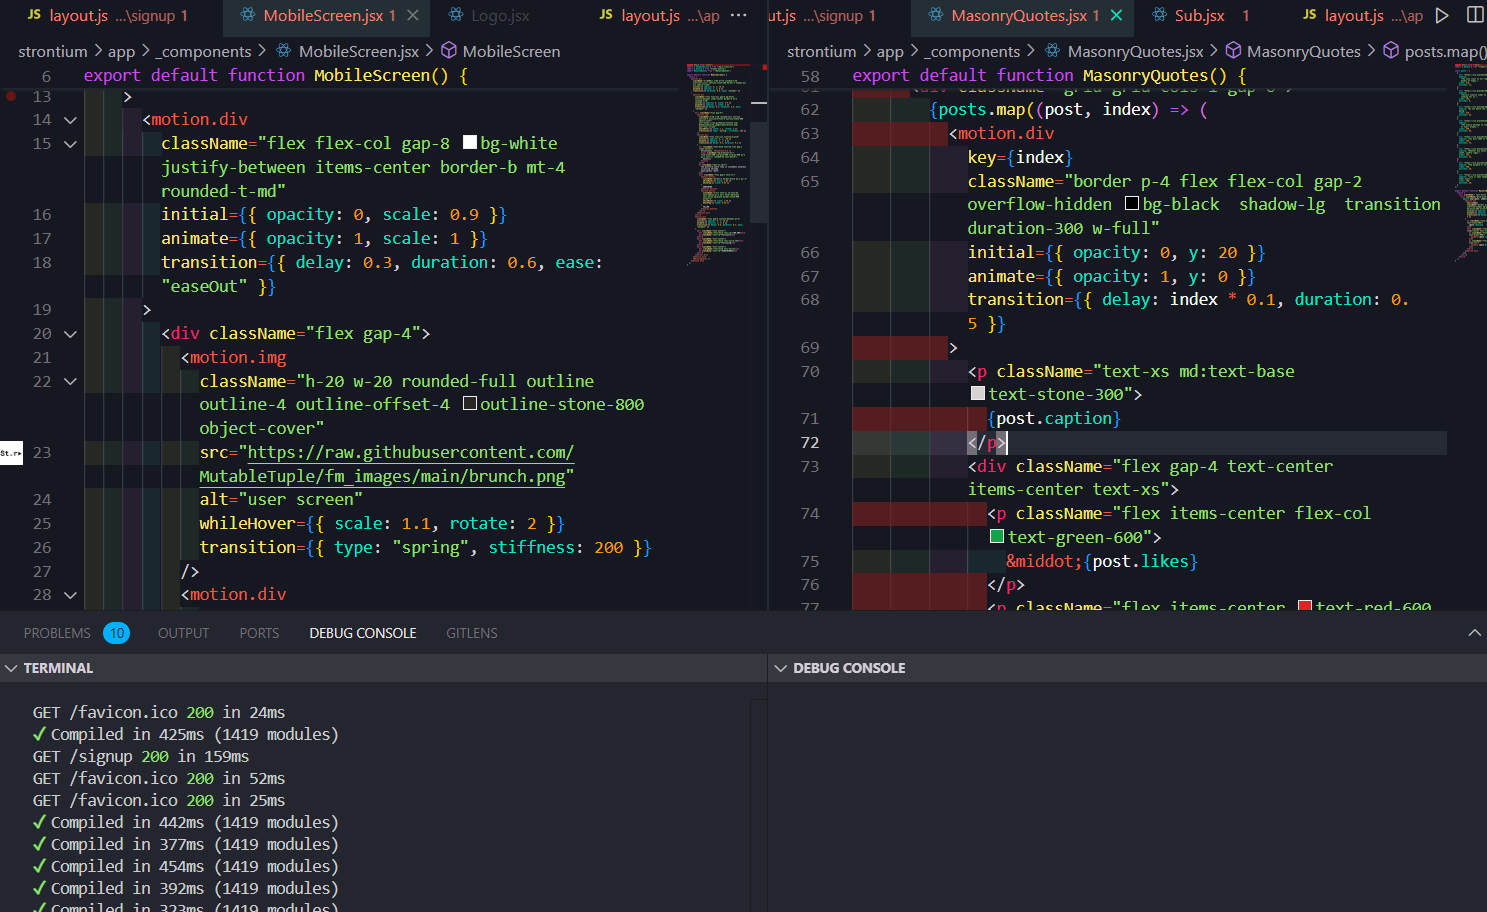 JS layout.js ...\signup 1
MobileScreen.jsx 1
Logo.jsx
JS layout.js ...\ap
strontium > app > _components > MobileScreen.jsx > MobileScreen
6 export default function MobileScreen() {
13 >
14 <motion.div
15 className="flex flex-col gap-8 bg-white
justify-between items-center border-b mt-4
rounded-t-md"
16 initial={{ opacity: 0, scale: 0.9 }}
17 animate={{ opacity: 1, scale: 1 }}
18 transition={{ delay: 0.3, duration: 0.6, ease:
"easeOut" }}
19 >
20 <div className="flex gap-4">
21 <motion.img
22 className="h-20 w-20 rounded-full outline
outline-4 outline-offset-4 outline-stone-800
object-cover"
23 src="https://raw.githubusercontent.com/
MutableTuple/fm_images/main/brunch.png"
24 alt="user screen"
25 whileHover={{ scale: 1.1, rotate: 2 }}
26 transition={{ type: "spring", stiffness: 200 }}
27 />
28 <motion.div
ut.js ...\signup 1
MasonryQuotes.jsx 1
Sub.jsx 1
JS layout.js ...\ap
strontium > app > _components > MasonryQuotes.jsx > MasonryQuotes > posts.map()
58 export default function MasonryQuotes() {
62 {posts.map((post, index) => (
63 <motion.div
64 key={index}
65 className="border p-4 flex flex-col gap-2
overflow-hidden bg-black shadow-lg transition
duration-300 w-full"
66 initial={{ opacity: 0, y: 20 }}
67 animate={{ opacity: 1, y: 0 }}
68 transition={{ delay: index * 0.1, duration: 0.
5 }}
69 >
70 <p className="text-xs md:text-base
text-stone-300">
71 {post.caption}
72 </p>
73 <div className="flex gap-4 text-center
items-center text-xs">
74 <p className="flex items-center flex-col
text-green-600">
75 &middot;{post.likes}
76 </p>
77 <p className="flex items-center text-red-600
PROBLEMS 10 OUTPUT PORTS DEBUG CONSOLE GITLENS
TERMINAL
GET /favicon.ico 200 in 24ms
✓ Compiled in 425ms (1419 modules)
GET /signup 200 in 159ms
GET /favicon.ico 200 in 52ms
GET /favicon.ico 200 in 25ms
✓ Compiled in 442ms (1419 modules)
✓ Compiled in 377ms (1419 modules)
✓ Compiled in 454ms (1419 modules)
✓ Compiled in 392ms (1419 modules)
✓ Compiled in 323ms (1419 modules)
DEBUG CONSOLE